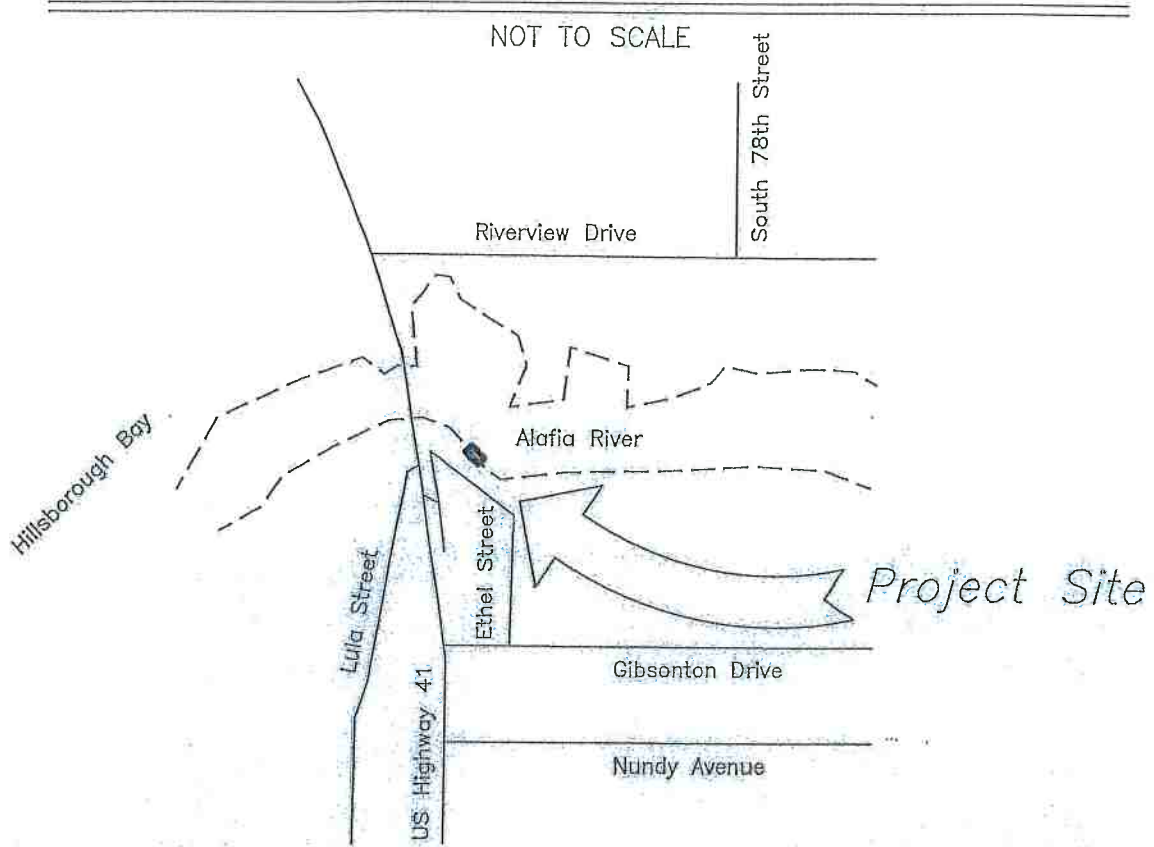 NOT TO SCALE
South 78th Street
Riverview Drive
Hillsborough Bay
Alafia River
Lula Street
Ethel Street
Project Site
US Highway 41
Gibsonton Drive
Nundy Avenue